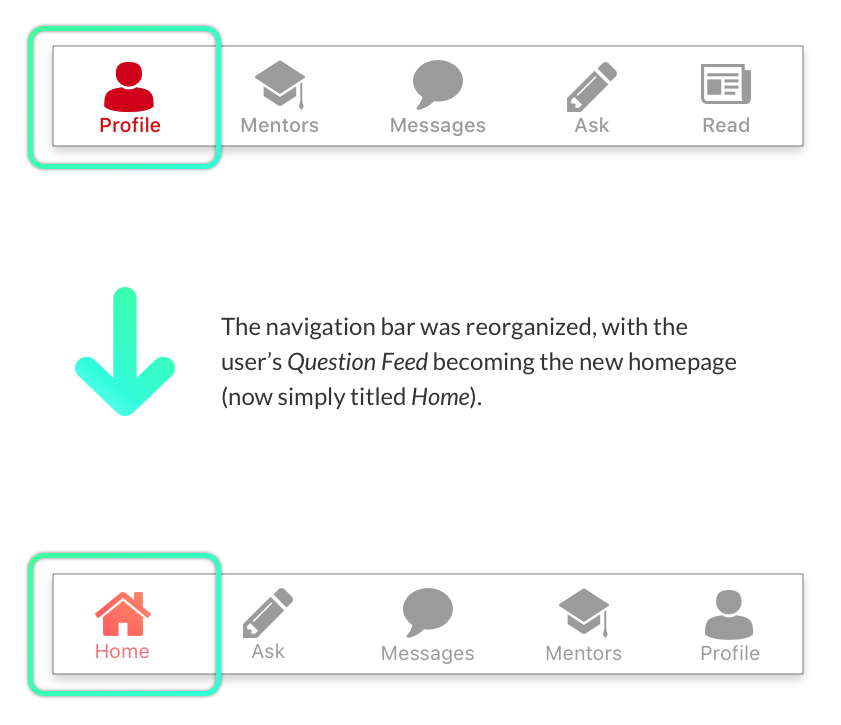 Profile Mentors Messages Ask Read
The navigation bar was reorganized, with the
user’s Question Feed becoming the new homepage
(now simply titled Home).
Home Ask Messages Mentors Profile